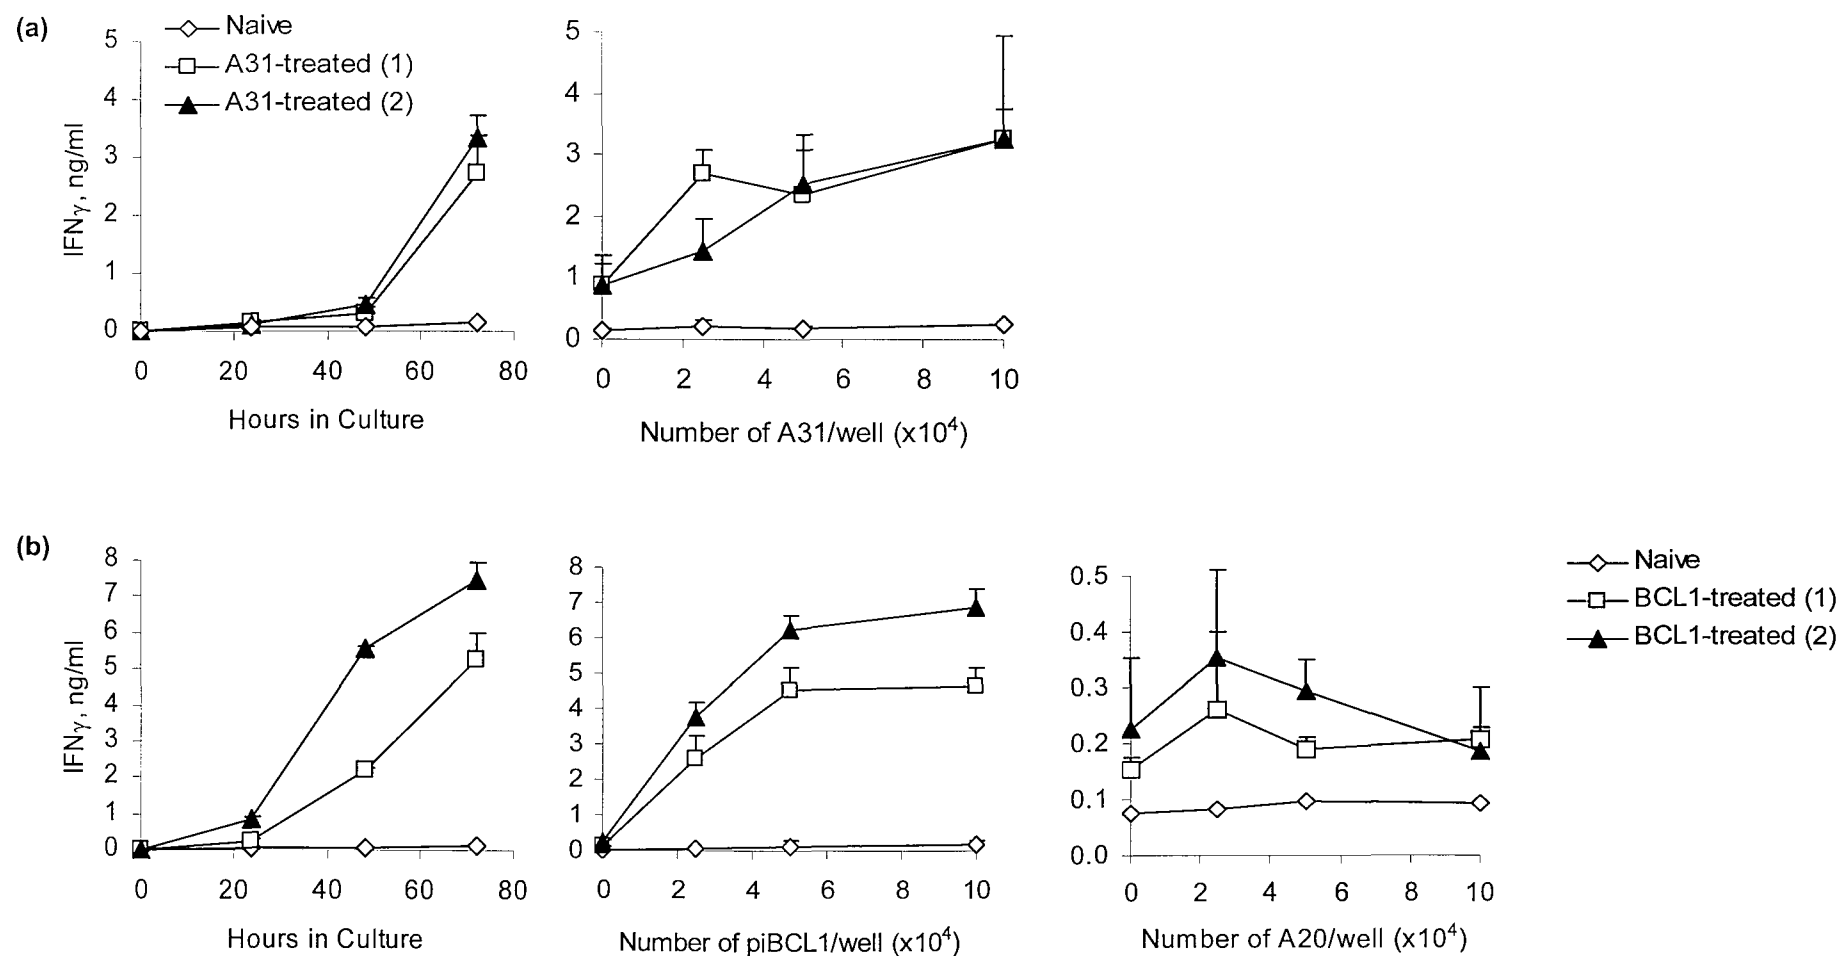 (a)
Naive
A31-treated (1)
A31-treated (2)
IFNγ, ng/ml
5
4
3
2
1
0
0 20 40 60 80
Hours in Culture
5
4
3
2
1
0
0 2 4 6 8 10
Number of A31/well (x10⁴)
(b)
IFNγ, ng/ml
8
7
6
5
4
3
2
1
0
0 20 40 60 80
Hours in Culture
8
7
6
5
4
3
2
1
0
0 2 4 6 8 10
Number of piBCL1/well (x10⁴)
0.5
0.4
0.3
0.2
0.1
0.0
0 2 4 6 8 10
Number of A20/well (x10⁴)
Naive
BCL1-treated (1)
BCL1-treated (2)